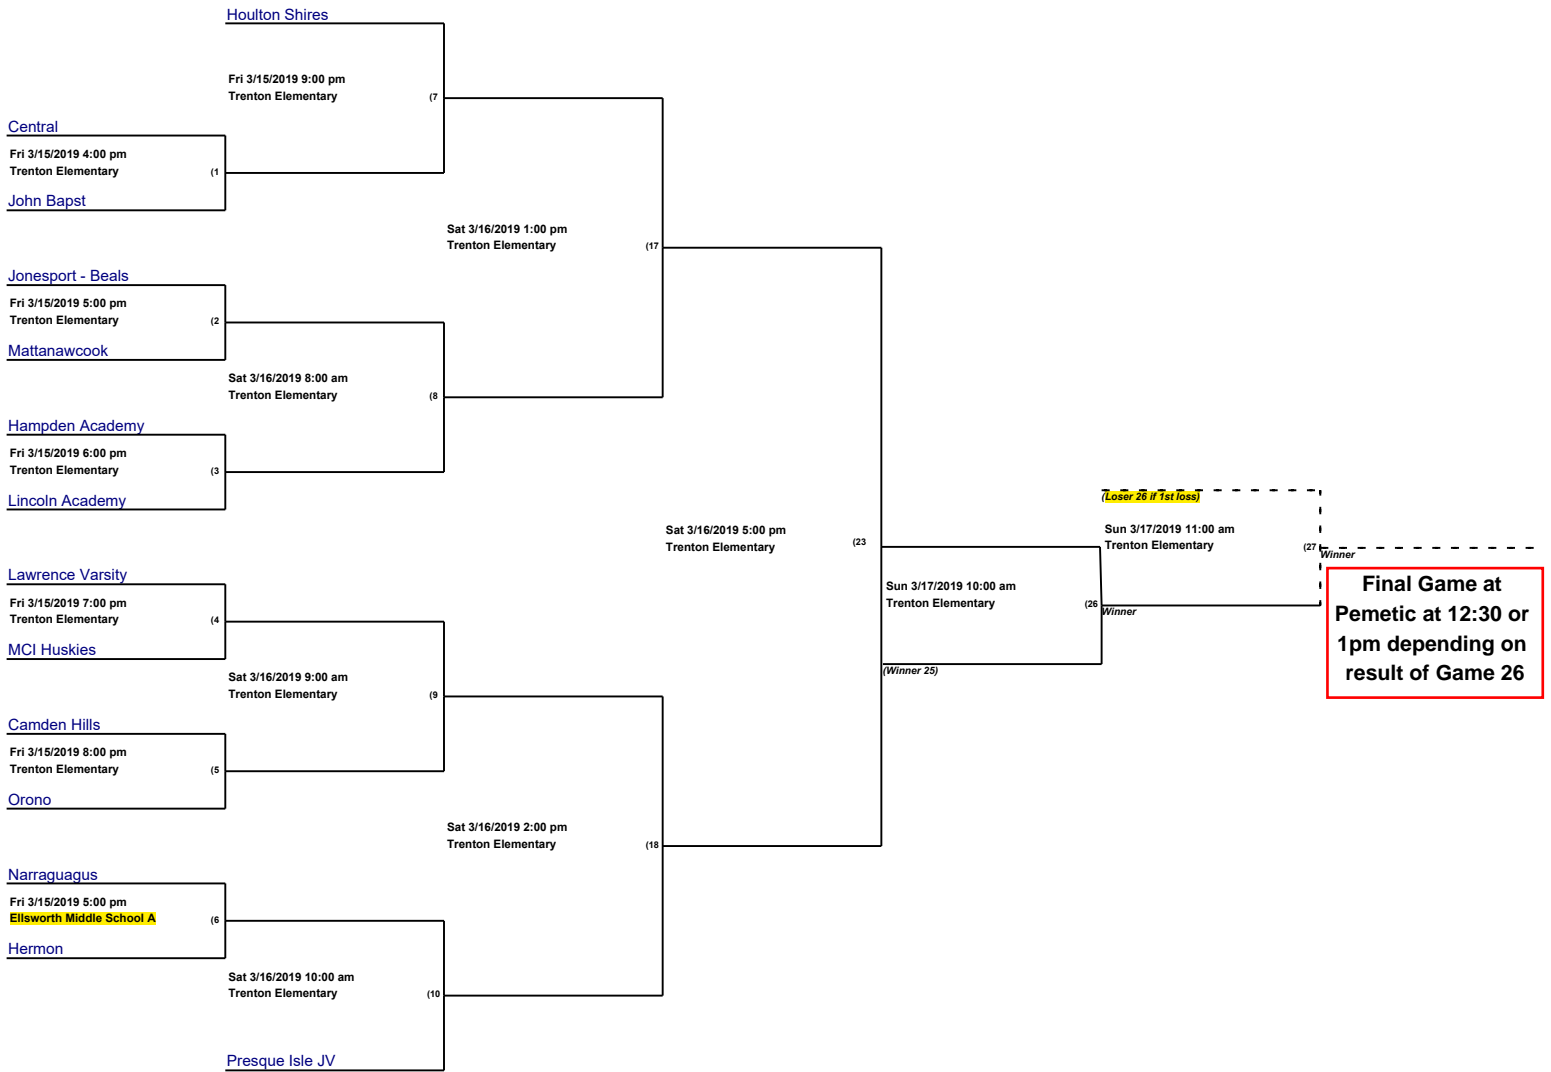 Houlton Shires
Fri 3/15/2019 9:00 pm
Trenton Elementary
(7
Central
Fri 3/15/2019 4:00 pm
Trenton Elementary
(1
John Bapst
Sat 3/16/2019 1:00 pm
Trenton Elementary
(17
Jonesport - Beals
Fri 3/15/2019 5:00 pm
Trenton Elementary
(2
Mattanawcook
Sat 3/16/2019 8:00 am
Trenton Elementary
(8
Hampden Academy
Fri 3/15/2019 6:00 pm
Trenton Elementary
(3
Lincoln Academy
Sat 3/16/2019 5:00 pm
Trenton Elementary
(23
(Loser 26 if 1st loss)
Sun 3/17/2019 11:00 am
Trenton Elementary
(27
Winner
Lawrence Varsity
Fri 3/15/2019 7:00 pm
Trenton Elementary
(4
MCI Huskies
Sun 3/17/2019 10:00 am
Trenton Elementary
(26
Winner
(Winner 25)
Final Game at
Pemetic at 12:30 or
1pm depending on
result of Game 26
Sat 3/16/2019 9:00 am
Trenton Elementary
(9
Camden Hills
Fri 3/15/2019 8:00 pm
Trenton Elementary
(5
Orono
Sat 3/16/2019 2:00 pm
Trenton Elementary
(18
Narraguagus
Fri 3/15/2019 5:00 pm
Ellsworth Middle School A
(6
Hermon
Sat 3/16/2019 10:00 am
Trenton Elementary
(10
Presque Isle JV